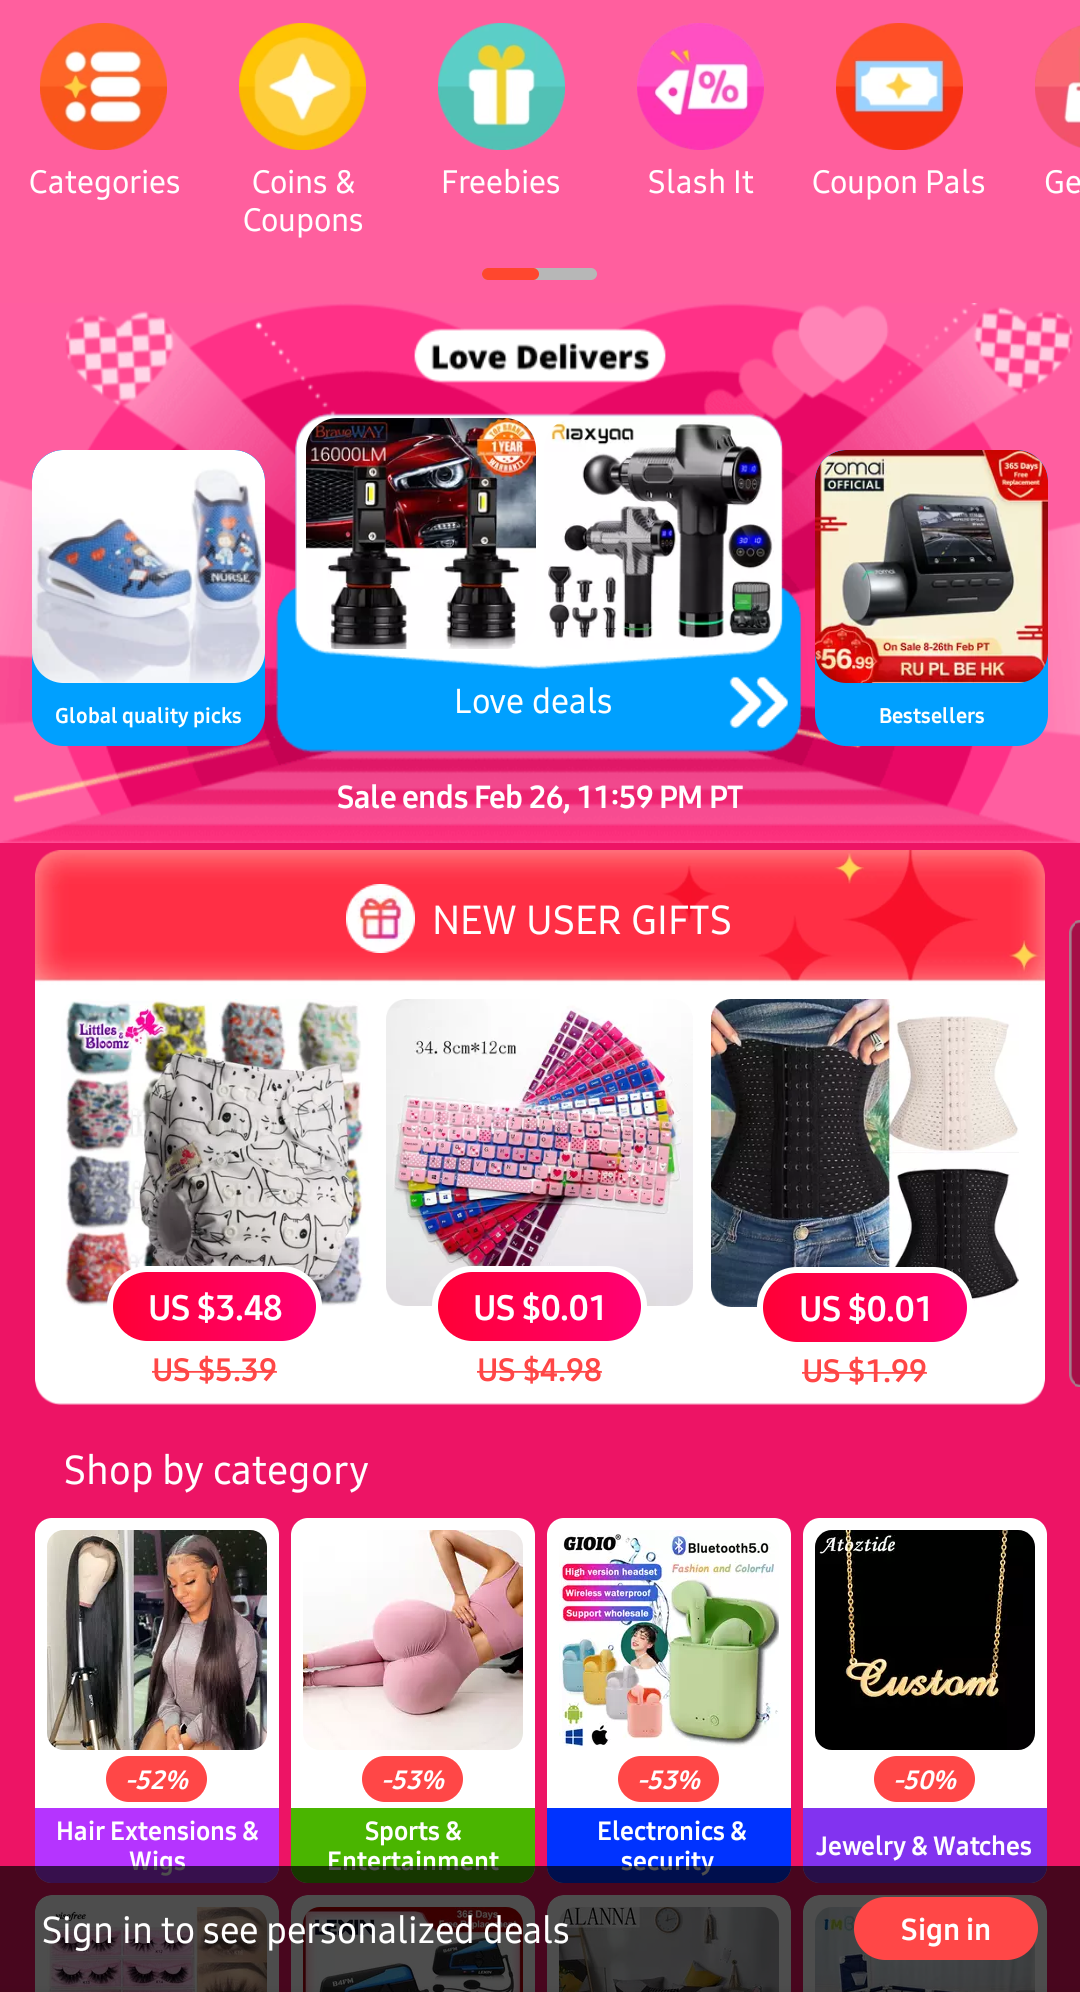 Categories
Coins &
Coupons
Freebies
Slash It
Coupon Pals
Ge
Love Delivers
BraveWAY
16000LM
TOP BRAND
1 YEAR
WARRANTY
Riaxyaa
70mai
OFFICIAL
365 Days
Free
Replacement
NURSE
On Sale 8-26th Feb PT
$56.99
RU PL BE HK
Global quality picks
Love deals
Bestsellers
Sale ends Feb 26, 11:59 PM PT
NEW USER GIFTS
Littles &
Bloomz
34.8cm*12cm
US $3.48
US $0.01
US $0.01
US $5.39
US $4.98
US $1.99
Shop by category
GIOIO®
Bluetooth5.0
High version headset
Fashion and Colorful
Wireless waterproof
Support wholesale
Atoztide
Custom
-52%
-53%
-53%
-50%
Hair Extensions &
Wigs
Sports &
Entertainment
Electronics &
security
Jewelry & Watches
365 Days
ALANNA
Sign in to see personalized deals
Sign in